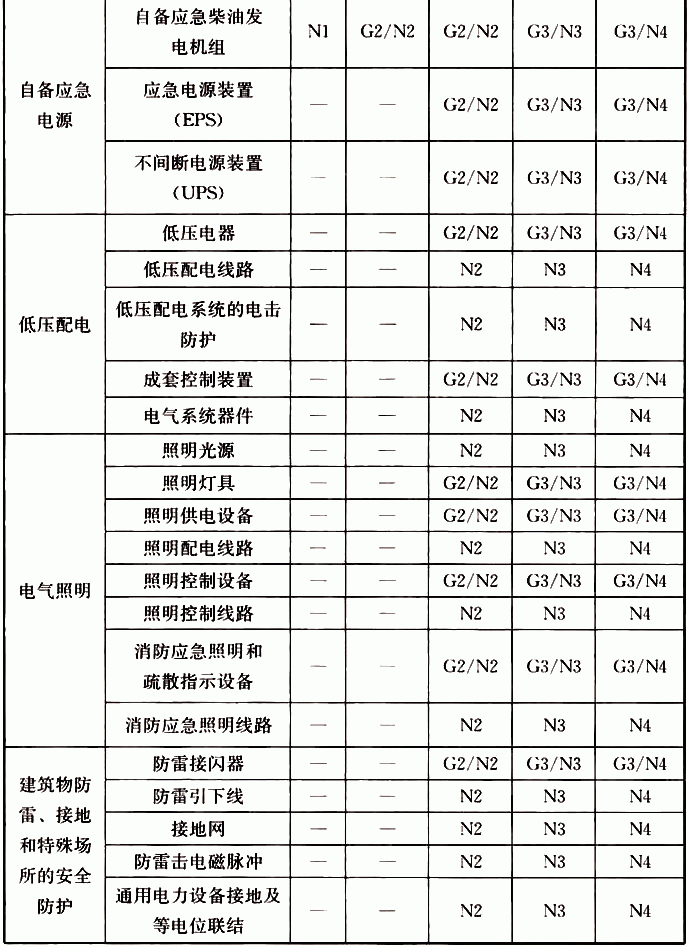 自备应急电源
自备应急柴油发电机组 N1 G2/N2 G2/N2 G3/N3 G3/N4
应急电源装置（EPS） — — G2/N2 G3/N3 G3/N4
不间断电源装置（UPS） — — G2/N2 G3/N3 G3/N4
低压配电
低压电器 — — G2/N2 G3/N3 G3/N4
低压配电线路 — — N2 N3 N4
低压配电系统的电击防护 — — N2 N3 N4
成套控制装置 — — G2/N2 G3/N3 G3/N4
电气系统器件 — — N2 N3 N4
电气照明
照明光源 — — N2 N3 N4
照明灯具 — — G2/N2 G3/N3 G3/N4
照明供电设备 — — G2/N2 G3/N3 G3/N4
照明配电线路 — — N2 N3 N4
照明控制设备 — — G2/N2 G3/N3 G3/N4
照明控制线路 — — N2 N3 N4
消防应急照明和疏散指示设备 — — G2/N2 G3/N3 G3/N4
消防应急照明线路 — — N2 N3 N4
建筑物防雷、接地和特殊场所的安全防护
防雷接闪器 — — G2/N2 G3/N3 G3/N4
防雷引下线 — — N2 N3 N4
接地网 — — N2 N3 N4
防雷击电磁脉冲 — — N2 N3 N4
通用电力设备接地及等电位联结 — — N2 N3 N4